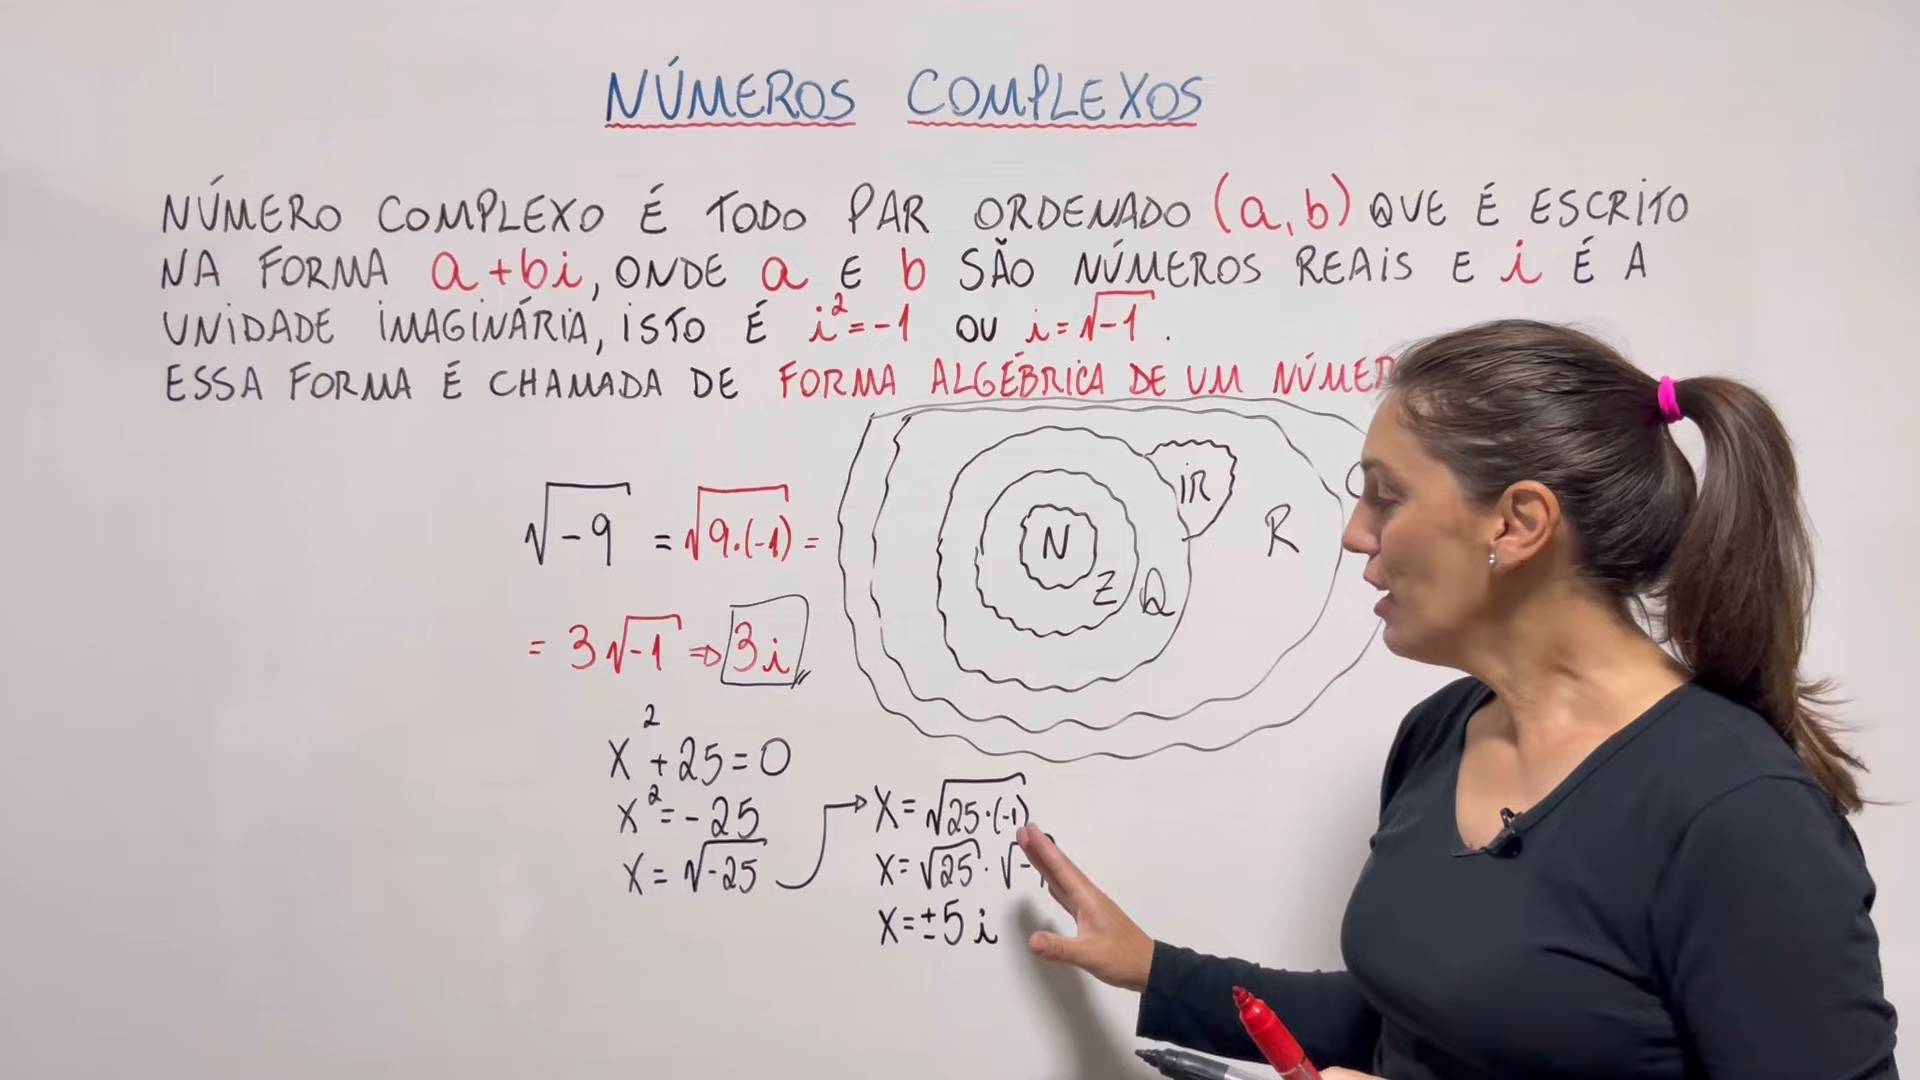 NÚMEROS COMPLEXOS
NÚMERO COMPLEXO É TODO PAR ORDENADO (a,b) QUE É ESCRITO
NA FORMA a+bi, ONDE a E b SÃO NÚMEROS REAIS E i É A
UNIDADE IMAGINÁRIA, ISTO É i²=-1 OU i=√-1.
ESSA FORMA É CHAMADA DE FORMA ALGÉBRICA DE UM
√-9 = √9.(-1) =
= 3√-1 ⇒ 3i
N
Z
Q
IR
R
x²+25=0
x²=-25
x=√-25
x=√25·(-1)
x=√25·√-1
x=±5i